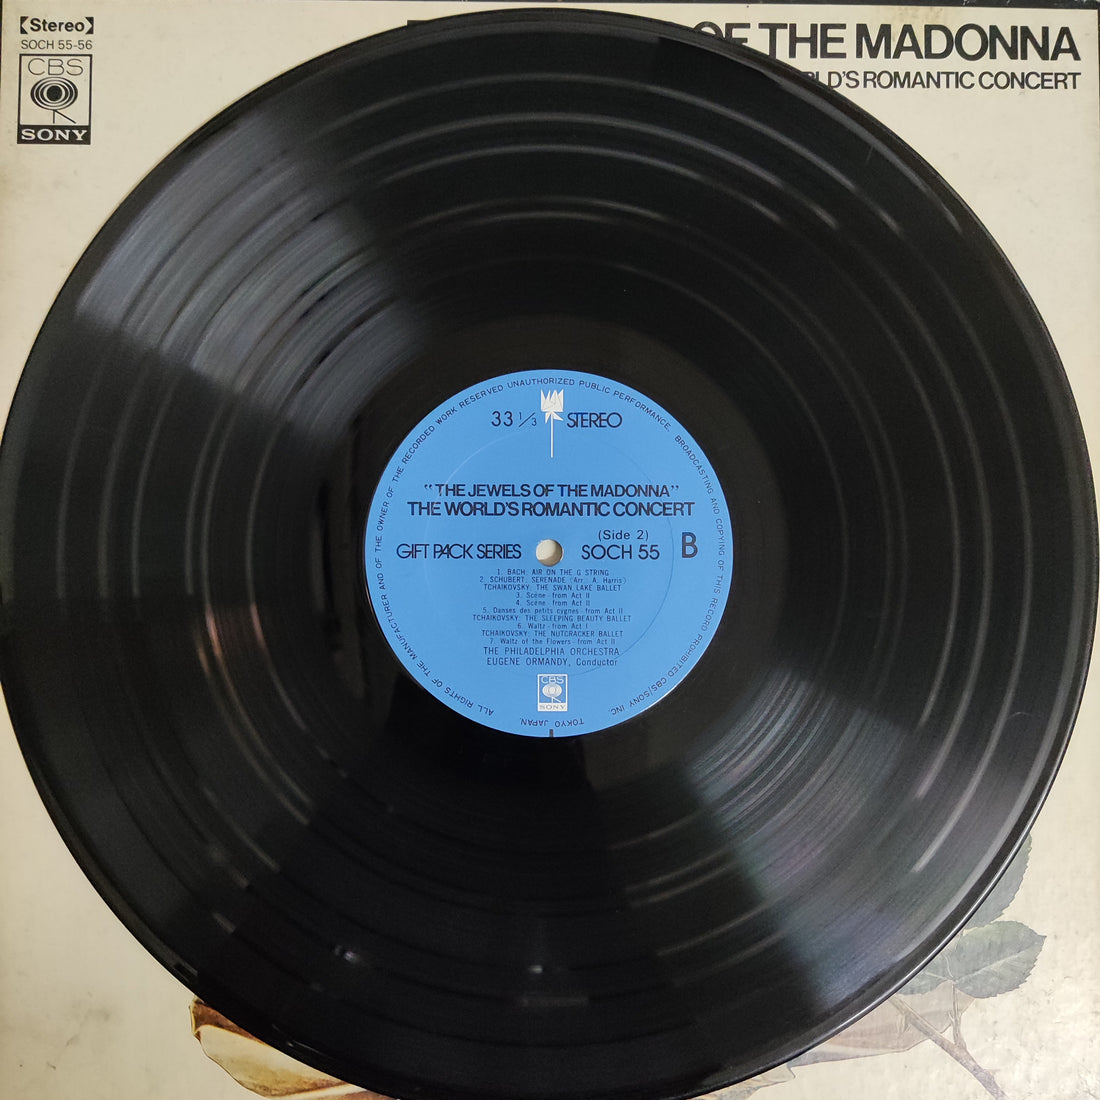 【Stereo】
SOCH 55-56
CBS
SONY
OF THE MADONNA
RLD'S ROMANTIC CONCERT
ALL RIGHTS OF THE MANUFACTURER AND OF THE OWNER OF THE RECORDED WORK RESERVED UNAUTHORIZED PUBLIC PERFORMANCE, BROADCASTING AND COPYING OF THIS RECORD PROHIBITED CBS/SONY INC. TOKYO JAPAN.
33 1/3 STEREO
"THE JEWELS OF THE MADONNA"
THE WORLD'S ROMANTIC CONCERT
(Side 2)
GIFT PACK SERIES SOCH 55 B
1. BACH: AIR ON THE G STRING
2. SCHUBERT: SERENADE (Arr.: A. Harris)
TCHAIKOVSKY: THE SWAN LAKE BALLET
3. Scène - from Act II
4. Scène - from Act II
5. Danses des petits cygnes - from Act II
TCHAIKOVSKY: THE SLEEPING BEAUTY BALLET
6. Waltz - from Act I
TCHAIKOVSKY: THE NUTCRACKER BALLET
7. Waltz of the Flowers - from Act II
THE PHILADELPHIA ORCHESTRA
EUGENE ORMANDY, Conductor
CBS
SONY